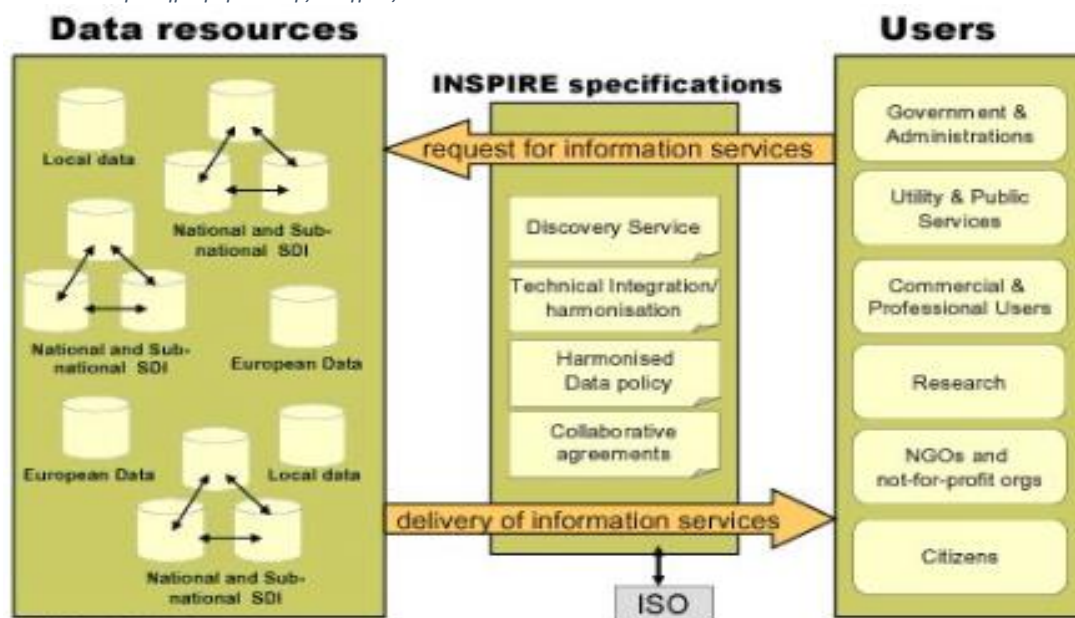 Data resources
Users
INSPIRE specifications
Local data
National and Sub-
national SDI
National and Sub-
national SDI
European Data
European Data
Local data
National and Sub-
national SDI
request for information services
Discovery Service
Technical Integration/
harmonisation
Harmonised
Data policy
Collaborative
agreements
delivery of information services
ISO
Government &
Administrations
Utility & Public
Services
Commercial &
Professional Users
Research
NGOs and
not-for-profit orgs
Citizens